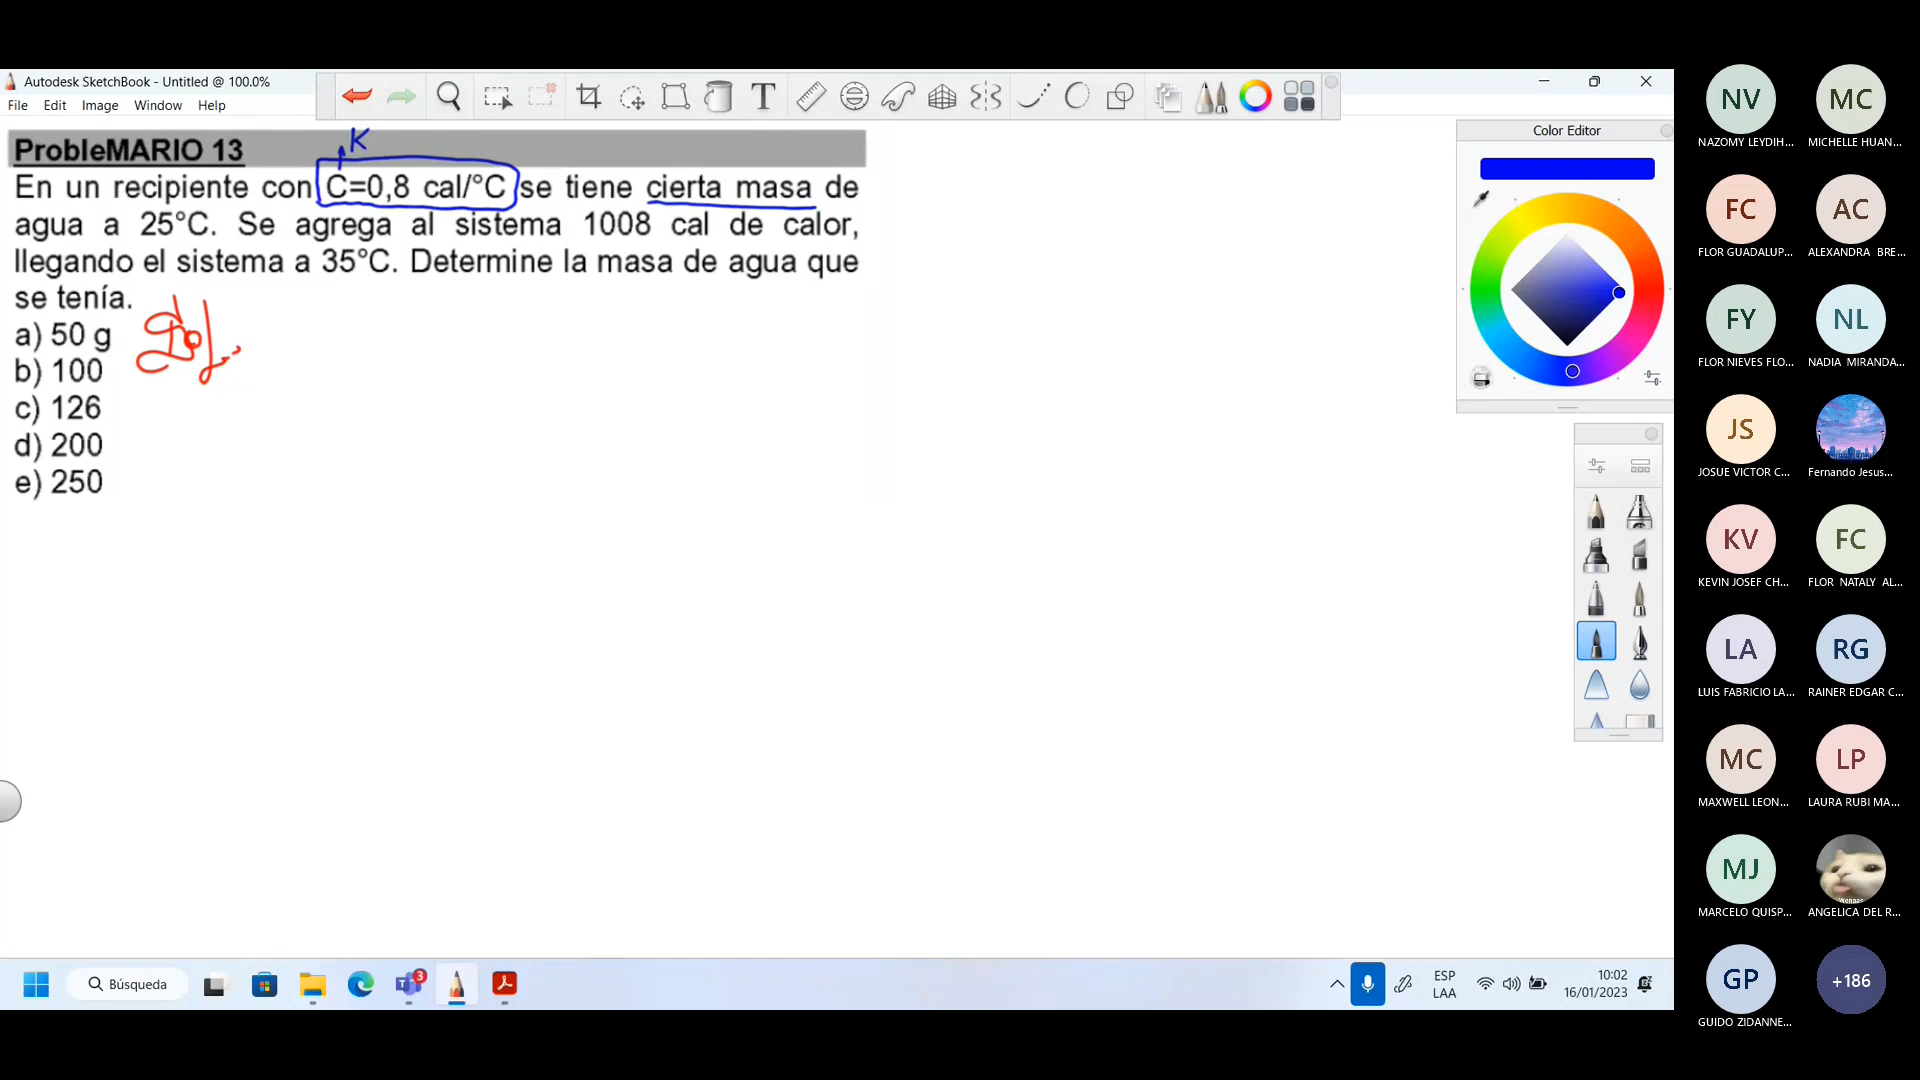 Autodesk SketchBook - Untitled @ 100.0%
File Edit Image Window Help
T
Color Editor
K
ProbleMARIO 13
En un recipiente con C=0,8 cal/°C se tiene cierta masa de
agua a 25°C. Se agrega al sistema 1008 cal de calor,
llegando el sistema a 35°C. Determine la masa de agua que
se tenía.
a) 50 g
b) 100
c) 126
d) 200
e) 250
Sol
NV
NAZOMY LEYDIH...
MC
MICHELLE HUAN...
FC
FLOR GUADALUP...
AC
ALEXANDRA BRE...
FY
FLOR NIEVES FLO...
NL
NADIA MIRANDA...
JS
JOSUE VICTOR C...
Fernando Jesus...
KV
KEVIN JOSEF CH...
FC
FLOR NATALY AL...
LA
LUIS FABRICIO LA...
RG
RAINER EDGAR C...
MC
MAXWELL LEON...
LP
LAURA RUBI MA...
MJ
MARCELO QUISP...
ANGELICA DEL R...
GP
GUIDO ZIDANNE...
+186
Búsqueda
3
ESP
LAA
10:02
16/01/2023